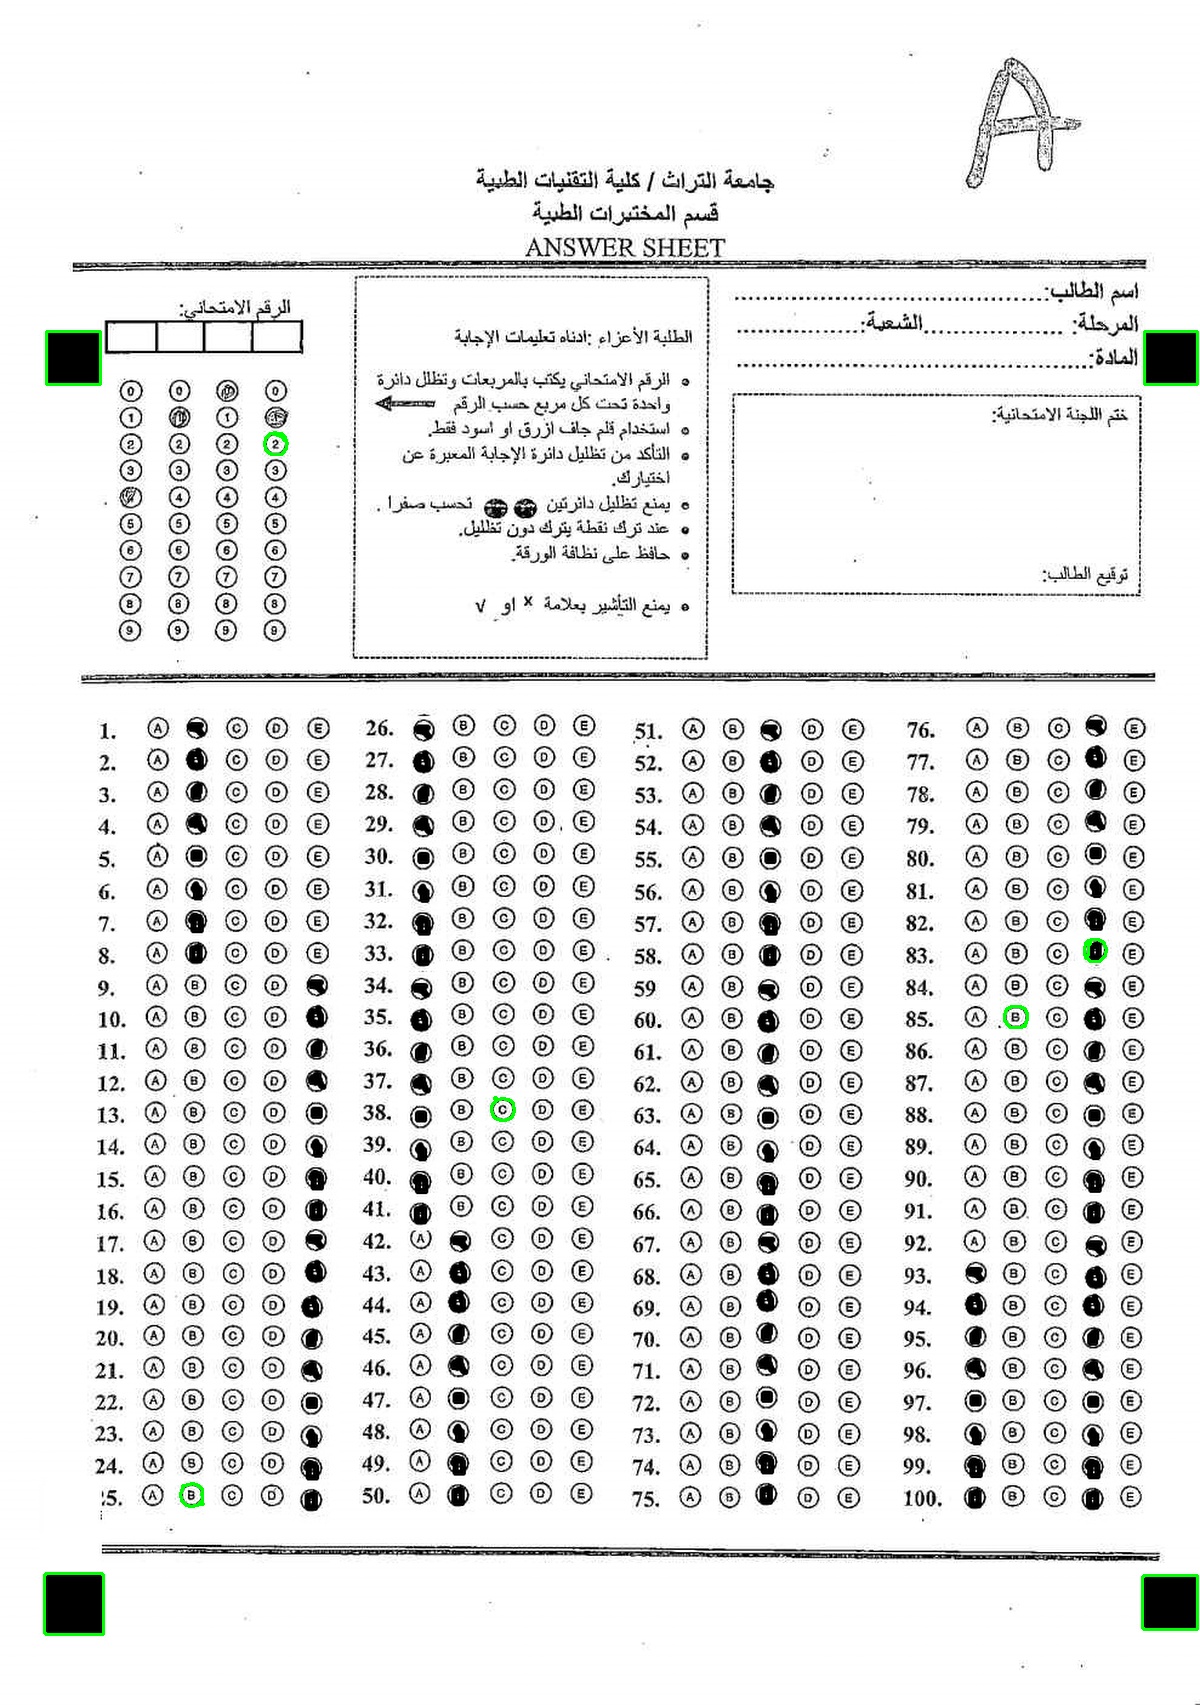 A
جامعة التراث / كلية التقنيات الطبية
قسم المختبرات الطبية
ANSWER SHEET
اسم الطالب:
المرحلة: الشعبة:
المادة:
ختم اللجنة الامتحانية:
توقيع الطالب:
الطلبة الأعزاء :ادناه تعليمات الإجابة
• الرقم الامتحاني يكتب بالمربعات وتظلل دائرة
واحدة تحت كل مربع حسب الرقم
• استخدام قلم جاف ازرق او اسود فقط.
• التأكد من تظليل دائرة الإجابة المعبرة عن
اختيارك.
• يمنع تظليل دائرتين تحسب صفرا .
• عند ترك نقطة يترك دون تظليل.
• حافظ على نظافة الورقة.
• يمنع التأشير بعلامة x او √
الرقم الامتحاني:
0 0 0
1 1
2 2 2 2
3 3 3 3
4 4 4
5 5 5 5
6 6 6 6
7 7 7 7
8 8 8 8
9 9 9 9
1. A C D E
2. A C D E
3. A C D E
4. A C D E
5. A C D E
6. A C D E
7. A C D E
8. A C D E
9. A B C D
10. A B C D
11. A B C D
12. A B C D
13. A B C D
14. A B C D
15. A B C D
16. A B C D
17. A B C D
18. A B C D
19. A B C D
20. A B C D
21. A B C D
22. A B C D
23. A B C D
24. A B C D
5. A B C D
26. B C D E
27. B C D E
28. B C D E
29. B C D E
30. B C D E
31. B C D E
32. B C D E
33. B C D E
34. B C D E
35. B C D E
36. B C D E
37. B C D E
38. B C D E
39. B C D E
40. B C D E
41. B C D E
42. A C D E
43. A C D E
44. A C D E
45. A C D E
46. A C D E
47. A C D E
48. A C D E
49. A C D E
50. A C D E
51. A B D E
52. A B D E
53. A B D E
54. A B D E
55. A B D E
56. A B D E
57. A B D E
58. A B D E
59 A B D E
60. A B D E
61. A B D E
62. A B D E
63. A B D E
64. A B D E
65. A B D E
66. A B D E
67. A B D E
68. A B D E
69. A B D E
70. A B D E
71. A B D E
72. A B D E
73. A B D E
74. A B D E
75. A B D E
76. A B C E
77. A B C E
78. A B C E
79. A B C E
80. A B C E
81. A B C E
82. A B C E
83. A B C E
84. A B C E
85. A B C E
86. A B C E
87. A B C E
88. A B C E
89. A B C E
90. A B C E
91. A B C E
92. A B C E
93. B C E
94. B C E
95. B C E
96. B C E
97. B C E
98. B C E
99. B C E
100. B C E